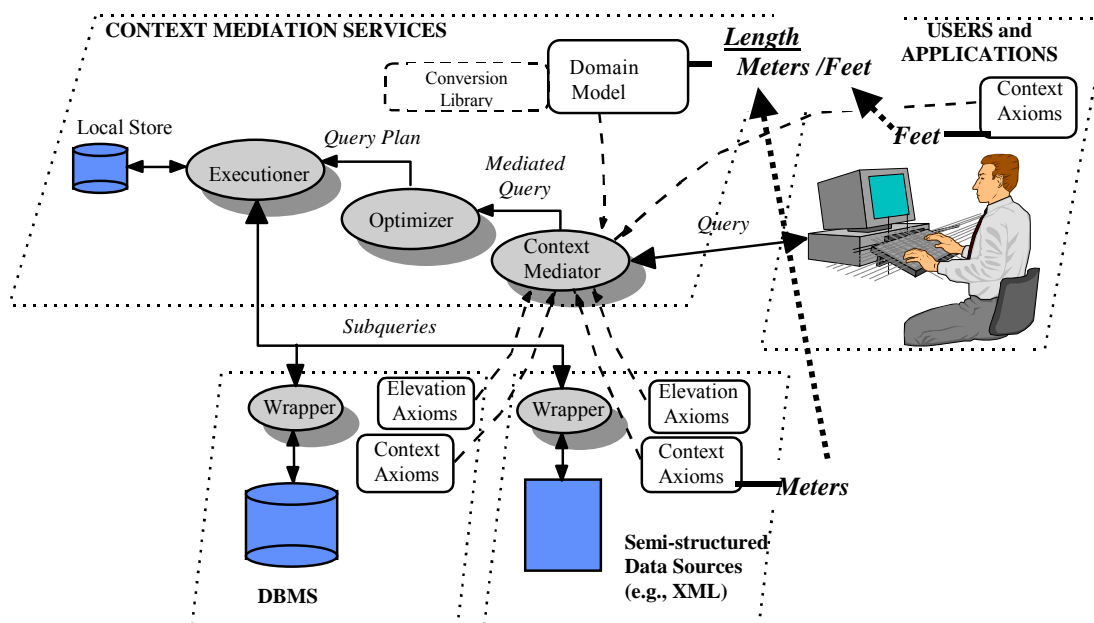 CONTEXT MEDIATION SERVICES
USERS and
APPLICATIONS
Length
Meters /Feet
Conversion
Library
Domain
Model
Context
Axioms
Feet
Local Store
Query Plan
Executioner
Mediated
Query
Optimizer
Context
Mediator
Query
Subqueries
Wrapper
Elevation
Axioms
Context
Axioms
Wrapper
Elevation
Axioms
Context
Axioms
Meters
DBMS
Semi-structured
Data Sources
(e.g., XML)